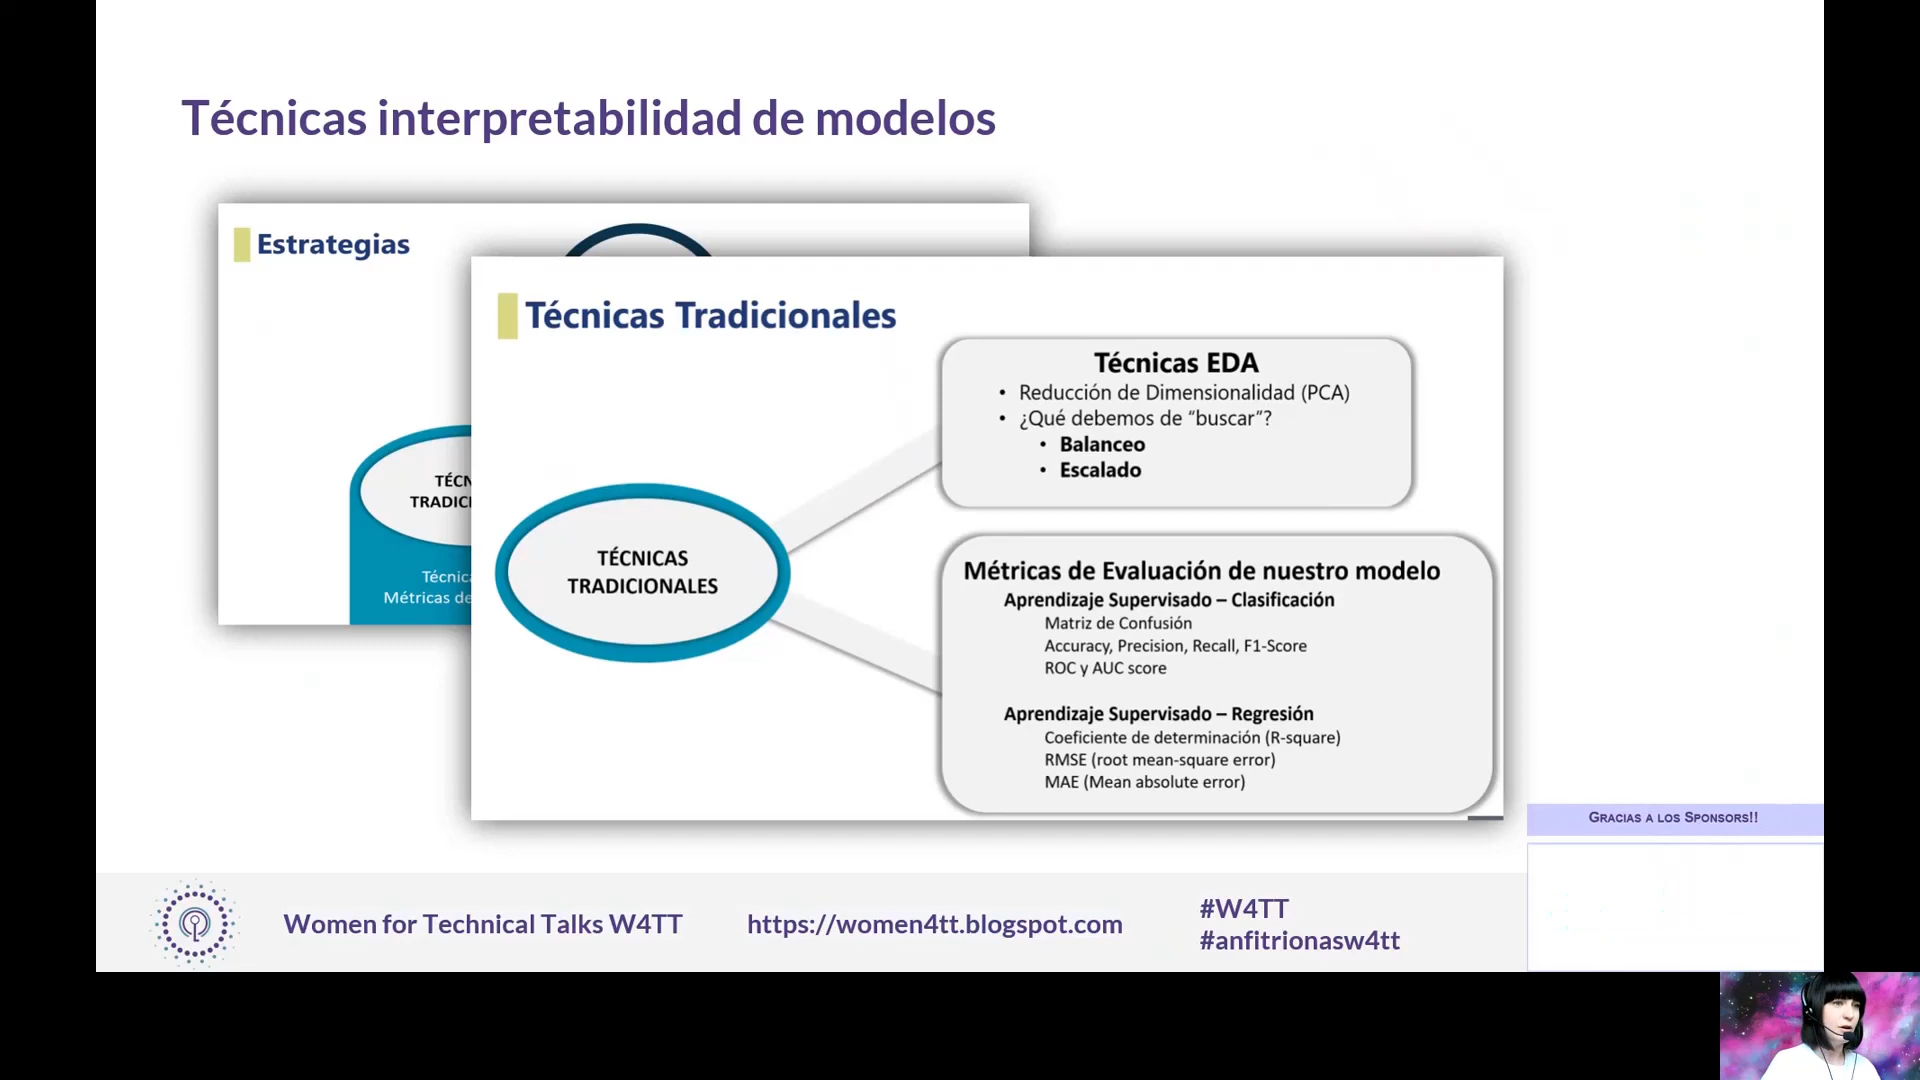 Técnicas interpretabilidad de modelos
Estrategias
TRADICI
Métricas de
Técnicas Tradicionales
TÉCNICAS
TRADICIONALES
Técnicas EDA
• Reducción de Dimensionalidad (PCA)
• ¿Qué debemos de “buscar”?
• Balanceo
• Escalado
Métricas de Evaluación de nuestro modelo
Aprendizaje Supervisado – Clasificación
Matriz de Confusión
Accuracy, Precision, Recall, F1-Score
ROC y AUC score
Aprendizaje Supervisado – Regresión
Coeficiente de determinación (R-square)
RMSE (root mean-square error)
MAE (Mean absolute error)
Gracias a los Sponsors!!
Women for Technical Talks W4TT
https://women4tt.blogspot.com
#W4TT
#anfitrionasw4tt